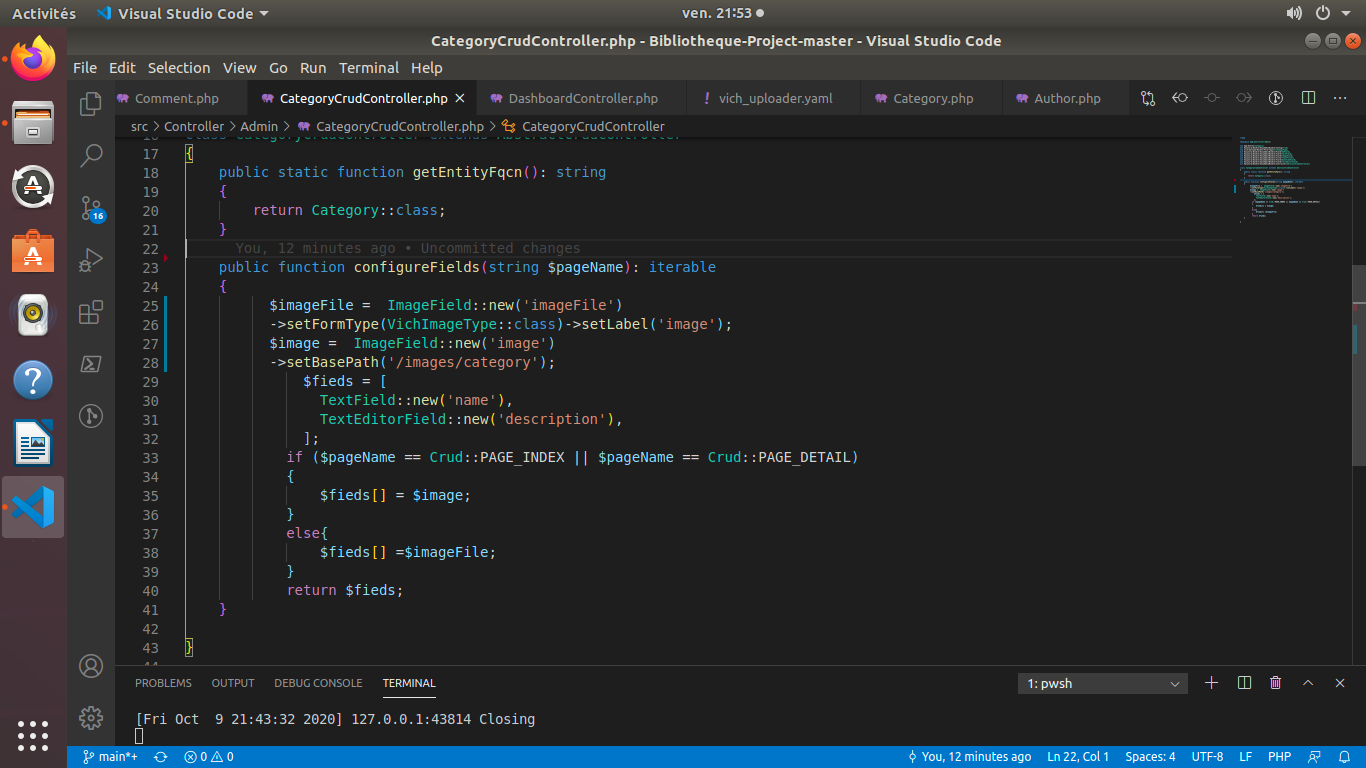 Activités
Visual Studio Code
ven. 21:53
CategoryCrudController.php - Bibliotheque-Project-master - Visual Studio Code
File Edit Selection View Go Run Terminal Help
Comment.php CategoryCrudController.php DashboardController.php vich_uploader.yaml Category.php Author.php
src > Controller > Admin > CategoryCrudController.php > CategoryCrudController
16 class CategoryCrudController extends AbstractCrudController
17 {
18 public static function getEntityFqcn(): string
19 {
20 return Category::class;
21 }
22 You, 12 minutes ago • Uncommitted changes
23 public function configureFields(string $pageName): iterable
24 {
25 $imageFile =  ImageField::new('imageFile')
26 ->setFormType(VichImageType::class)->setLabel('image');
27 $image =  ImageField::new('image')
28 ->setBasePath('/images/category');
29 $fieds = [
30 TextField::new('name'),
31 TextEditorField::new('description'),
32 ];
33 if ($pageName == Crud::PAGE_INDEX || $pageName == Crud::PAGE_DETAIL)
34 {
35 $fieds[] = $image;
36 }
37 else{
38 $fieds[] =$imageFile;
39 }
40 return $fieds;
41 }
42
43 }
44
16
PROBLEMS OUTPUT DEBUG CONSOLE TERMINAL 1: pwsh
[Fri Oct  9 21:43:32 2020] 127.0.0.1:43814 Closing
main*+ 0 0 You, 12 minutes ago Ln 22, Col 1 Spaces: 4 UTF-8 LF PHP